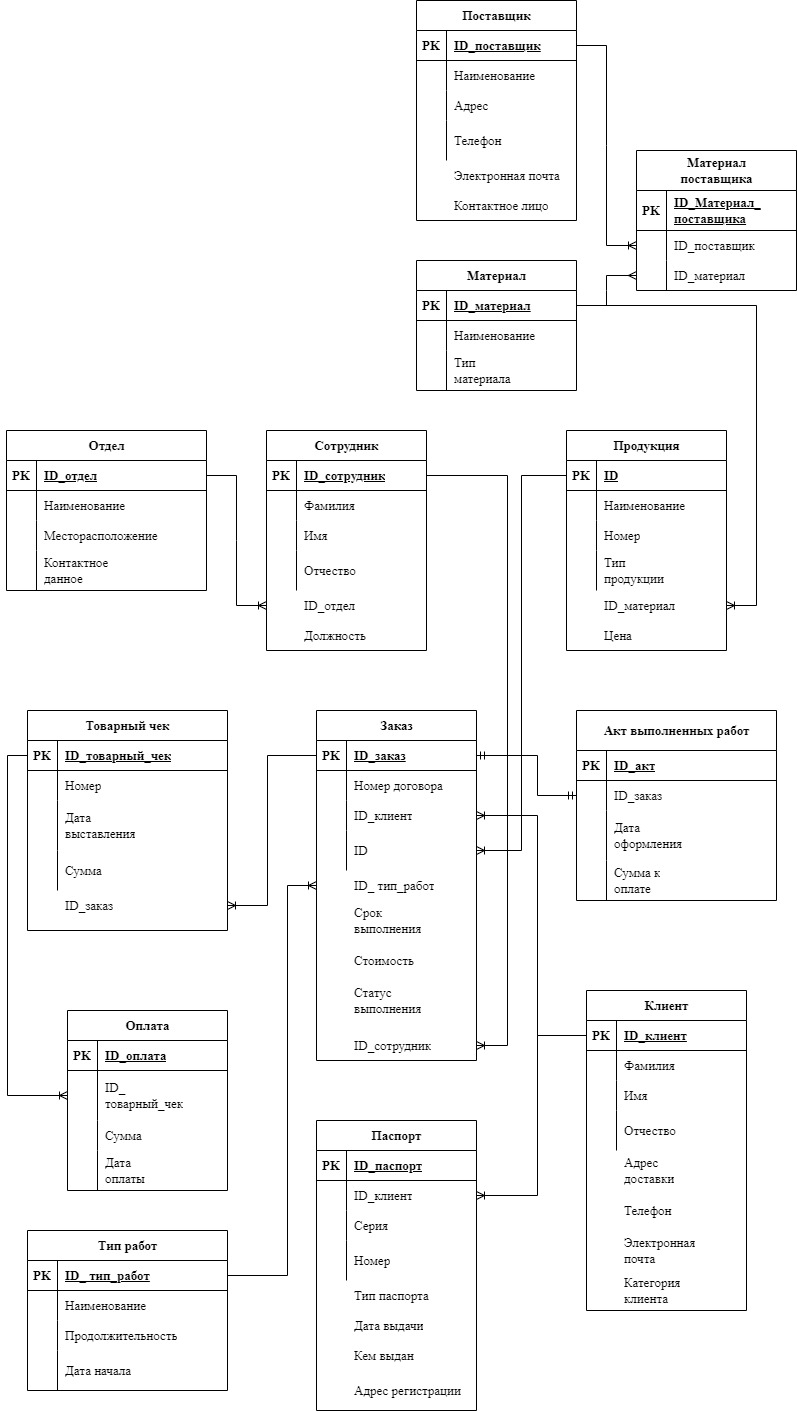 Поставщик
PK ID_поставщик
Наименование
Адрес
Телефон
Электронная почта
Контактное лицо
Материал
поставщика
PK ID_Материал_
поставщика
ID_поставщик
ID_материал
Материал
PK ID_материал
Наименование
Тип
материала
Отдел
PK ID_отдел
Наименование
Месторасположение
Контактное
данное
Сотрудник
PK ID_сотрудник
Фамилия
Имя
Отчество
ID_отдел
Должность
Продукция
PK ID
Наименование
Номер
Тип
продукции
ID_материал
Цена
Товарный чек
PK ID_товарный_чек
Номер
Дата
выставления
Сумма
ID_заказ
Заказ
PK ID_заказ
Номер договора
ID_клиент
ID
ID_ тип_работ
Срок
выполнения
Стоимость
Статус
выполнения
ID_сотрудник
Акт выполненных работ
PK ID_акт
ID_заказ
Дата
оформления
Сумма к
оплате
Оплата
PK ID_оплата
ID_
товарный_чек
Сумма
Дата
оплаты
Клиент
PK ID_клиент
Фамилия
Имя
Отчество
Адрес
доставки
Телефон
Электронная
почта
Категория
клиента
Паспорт
PK ID_паспорт
ID_клиент
Серия
Номер
Тип паспорта
Дата выдачи
Кем выдан
Адрес регистрации
Тип работ
PK ID_ тип_работ
Наименование
Продолжительность
Дата начала